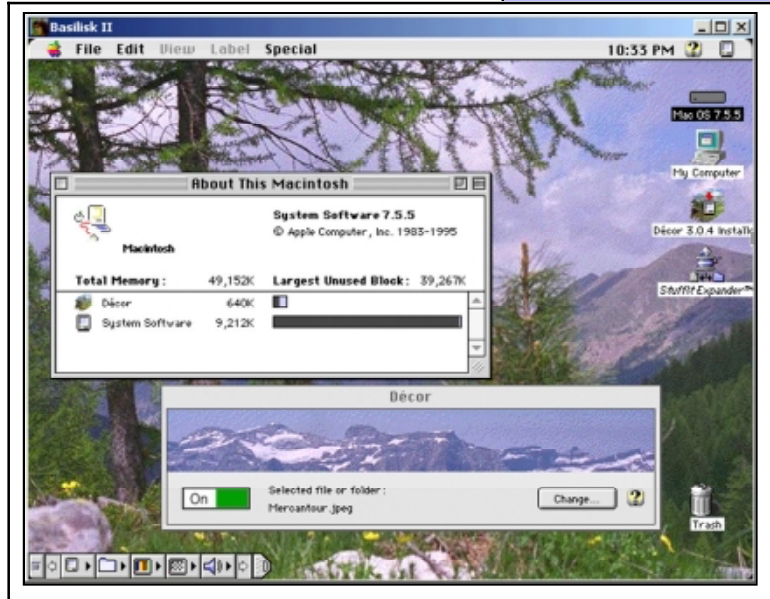 Basilisk II
File Edit View Label Special 10:33 PM
Mac OS 7.5.5
My Computer
Décor 3.0.4 Installe
StuffIt Expander™
About This Macintosh
System Software 7.5.5
© Apple Computer, Inc. 1983-1995
Macintosh
Total Memory: 49,152K Largest Unused Block: 39,267K
Décor 640K
System Software 9,212K
Décor
On
Selected file or folder:
Mercantour.jpeg
Change...
Trash